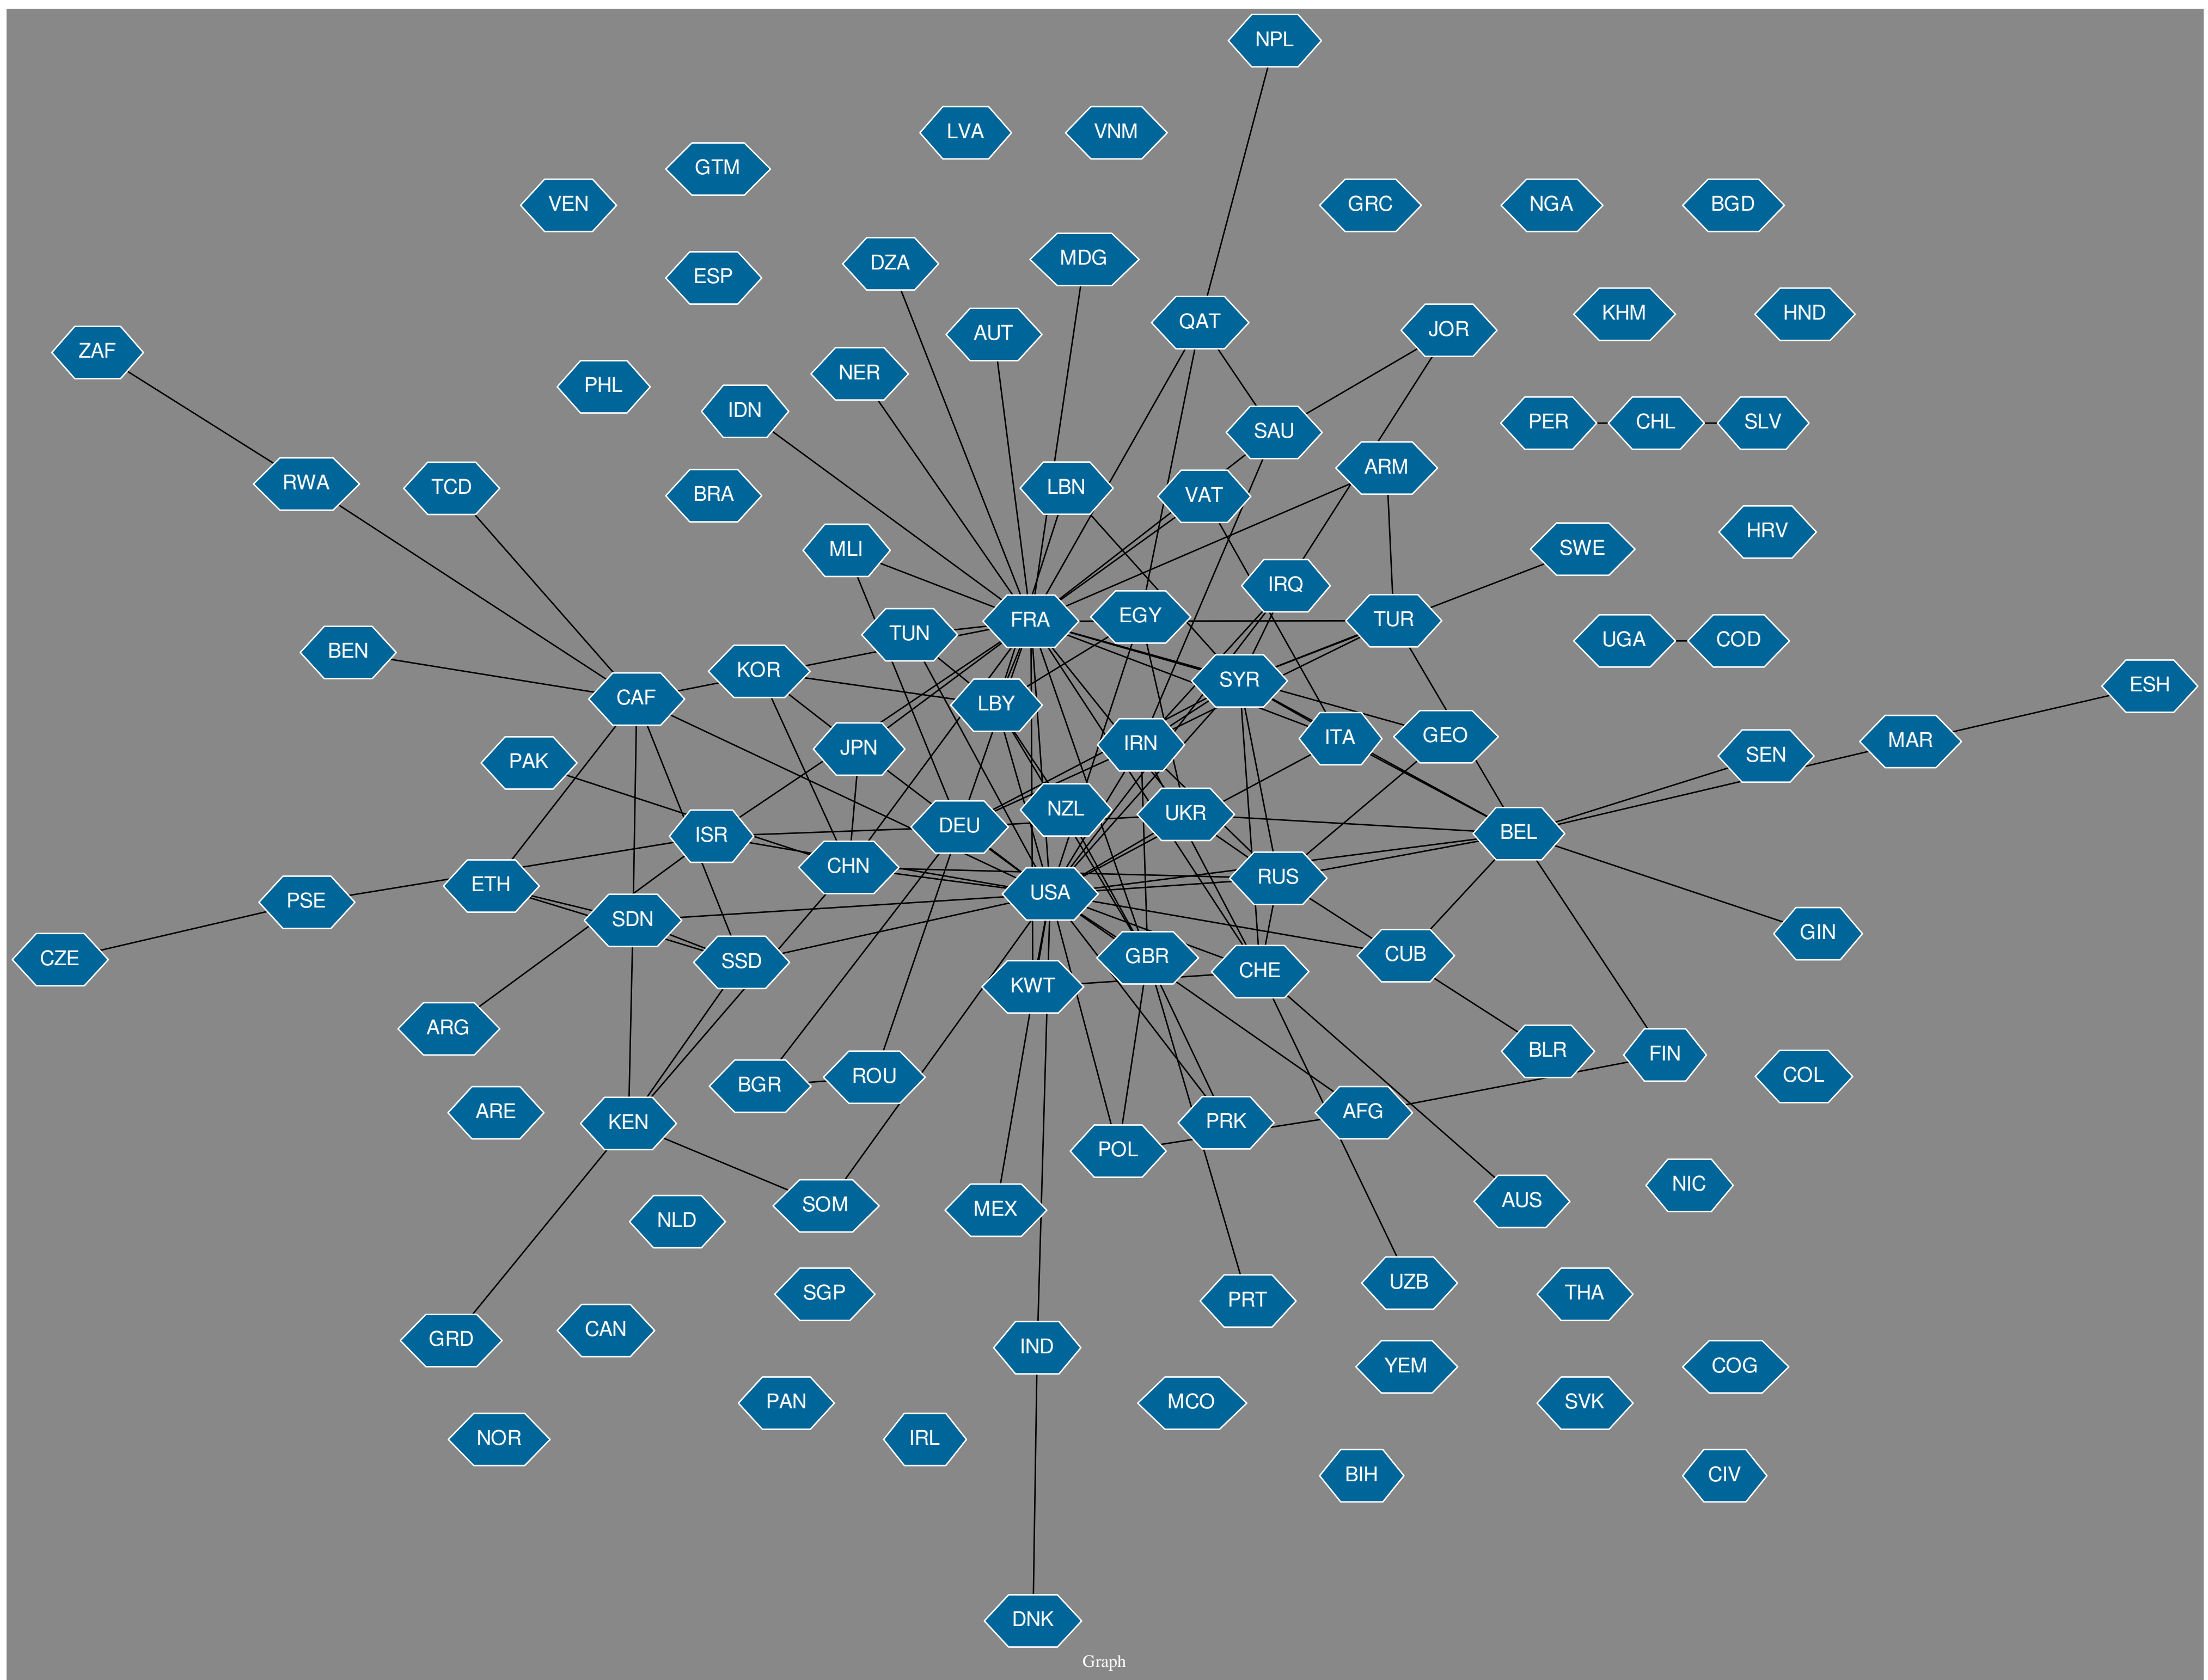 NPL
LVA
VNM
GTM
VEN
GRC
NGA
BGD
DZA
MDG
ESP
QAT
JOR
KHM
HND
AUT
ZAF
NER
PHL
IDN
SAU
PER
CHL
SLV
ARM
RWA
TCD
LBN
BRA
VAT
HRV
MLI
SWE
IRQ
EGY
FRA
TUR
TUN
UGA
COD
BEN
KOR
SYR
ESH
CAF
LBY
GEO
ITA
MAR
IRN
JPN
PAK
SEN
NZL
UKR
DEU
BEL
ISR
CHN
RUS
ETH
USA
PSE
SDN
GIN
CUB
GBR
CZE
SSD
CHE
KWT
ARG
BLR
FIN
ROU
COL
BGR
ARE
AFG
KEN
PRK
POL
NIC
AUS
SOM
MEX
NLD
UZB
SGP
THA
PRT
CAN
GRD
IND
YEM
COG
PAN
MCO
SVK
NOR
IRL
BIH
CIV
DNK
Graph